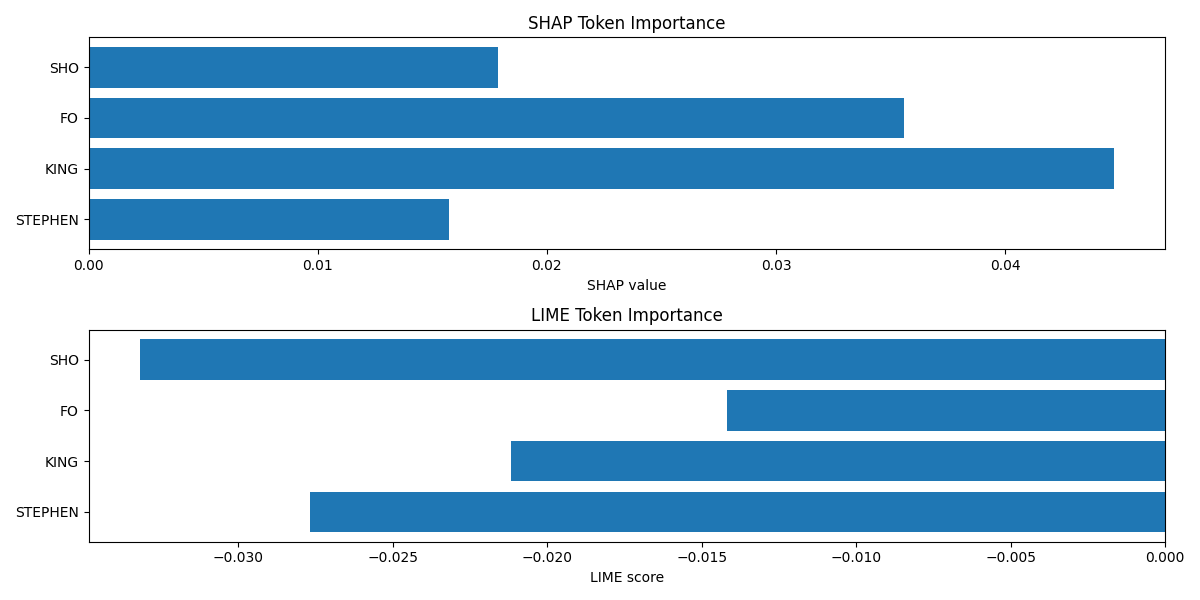 SHAP Token Importance
SHO
FO
KING
STEPHEN
0.00 0.01 0.02 0.03 0.04
SHAP value
LIME Token Importance
SHO
FO
KING
STEPHEN
−0.030 −0.025 −0.020 −0.015 −0.010 −0.005 0.000
LIME score